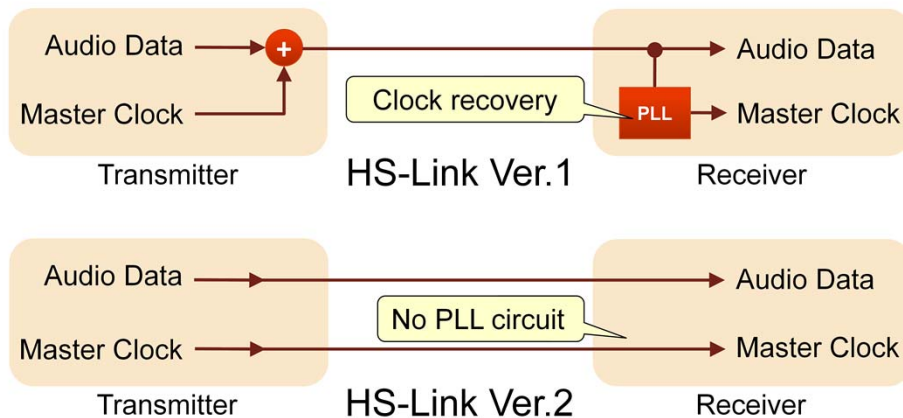 Audio Data
+
Audio Data
Clock recovery
PLL
Master Clock
Master Clock
Transmitter
HS-Link Ver.1
Receiver
Audio Data
Audio Data
No PLL circuit
Master Clock
Master Clock
Transmitter
HS-Link Ver.2
Receiver